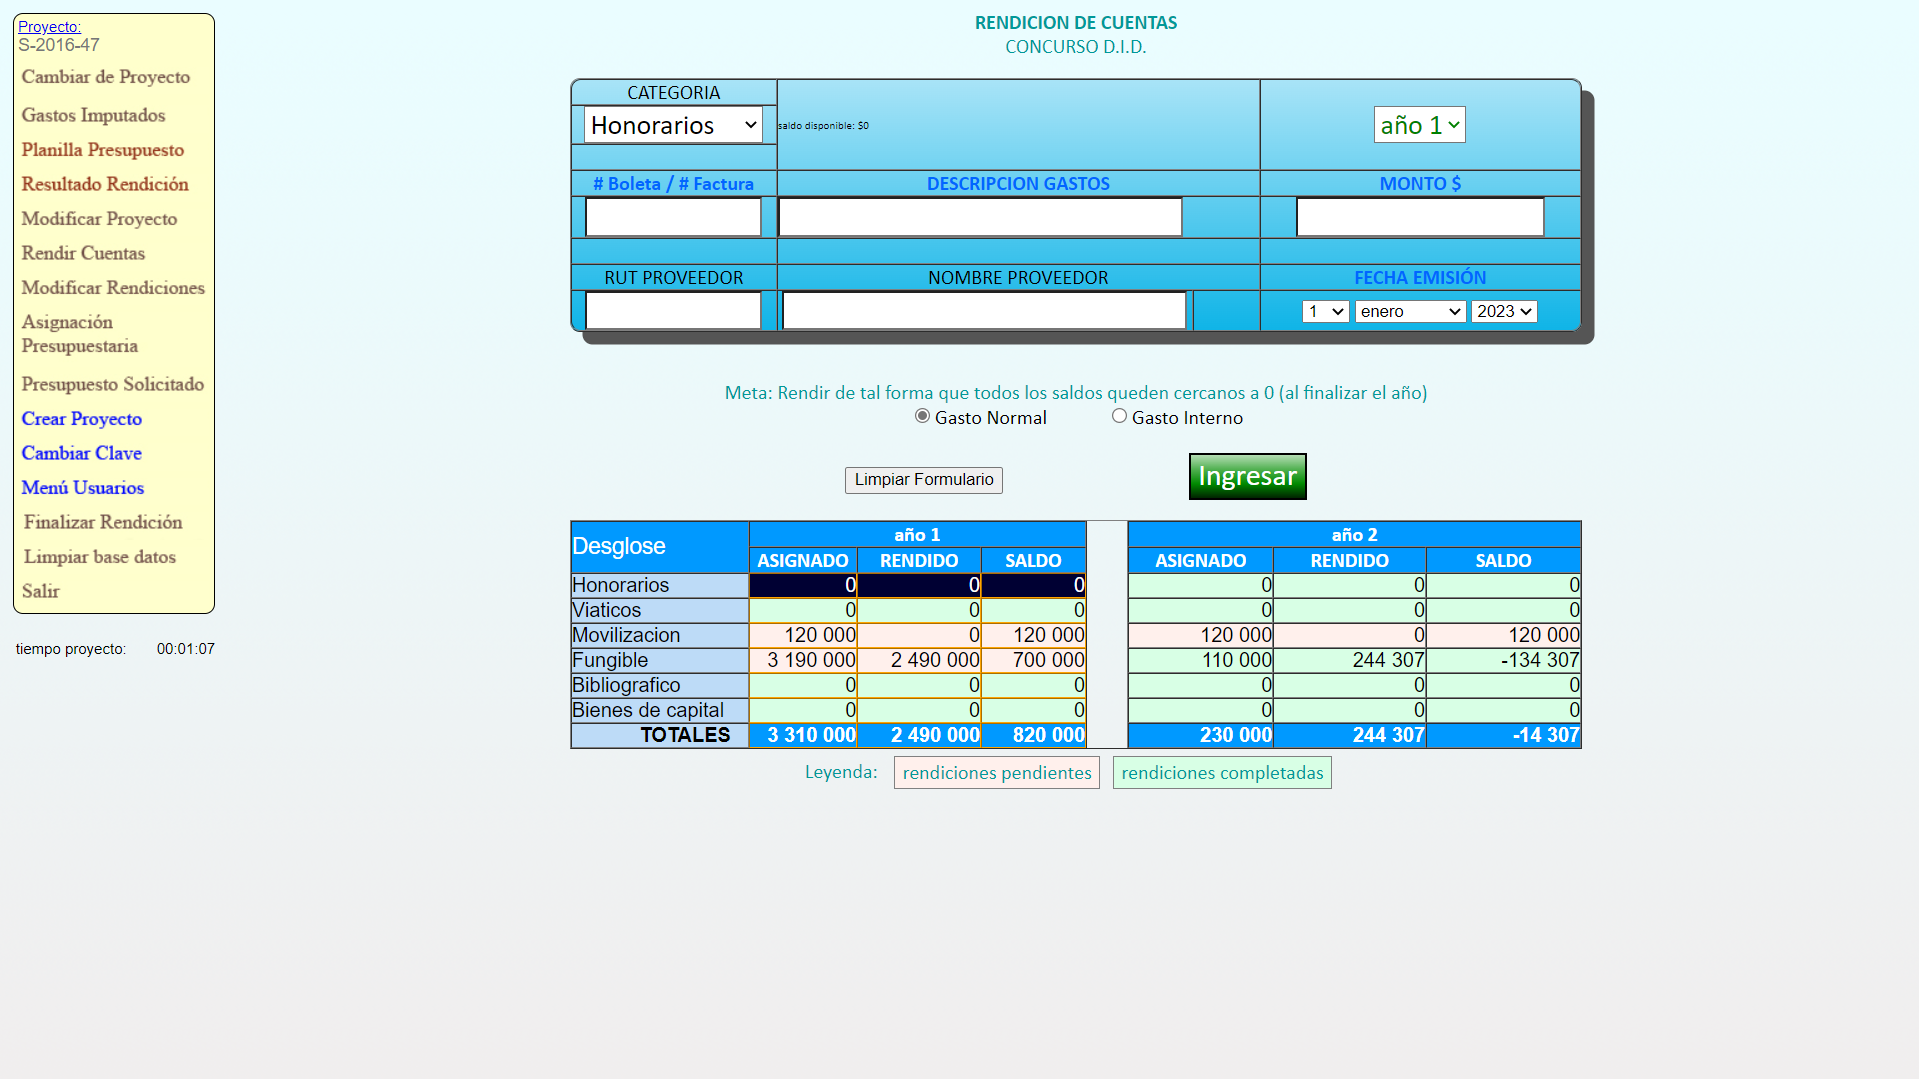 Proyecto:
S-2016-47
Cambiar de Proyecto
Gastos Imputados
Planilla Presupuesto
Resultado Rendición
Modificar Proyecto
Rendir Cuentas
Modificar Rendiciones
Asignación
Presupuestaria
Presupuesto Solicitado
Crear Proyecto
Cambiar Clave
Menú Usuarios
Finalizar Rendición
Limpiar base datos
Salir
tiempo proyecto: 00:01:07
RENDICION DE CUENTAS
CONCURSO D.I.D.
CATEGORIA
Honorarios saldo disponible: $0 año 1
# Boleta / # Factura DESCRIPCION GASTOS MONTO $
RUT PROVEEDOR NOMBRE PROVEEDOR FECHA EMISIÓN
1 enero 2023
Meta: Rendir de tal forma que todos los saldos queden cercanos a 0 (al finalizar el año)
Gasto Normal Gasto Interno
Limpiar Formulario Ingresar
Desglose año 1 año 2
ASIGNADO RENDIDO SALDO ASIGNADO RENDIDO SALDO
Honorarios 0 0 0 0 0 0
Viaticos 0 0 0 0 0 0
Movilizacion 120 000 0 120 000 120 000 0 120 000
Fungible 3 190 000 2 490 000 700 000 110 000 244 307 -134 307
Bibliografico 0 0 0 0 0 0
Bienes de capital 0 0 0 0 0 0
TOTALES 3 310 000 2 490 000 820 000 230 000 244 307 -14 307
Leyenda: rendiciones pendientes rendiciones completadas